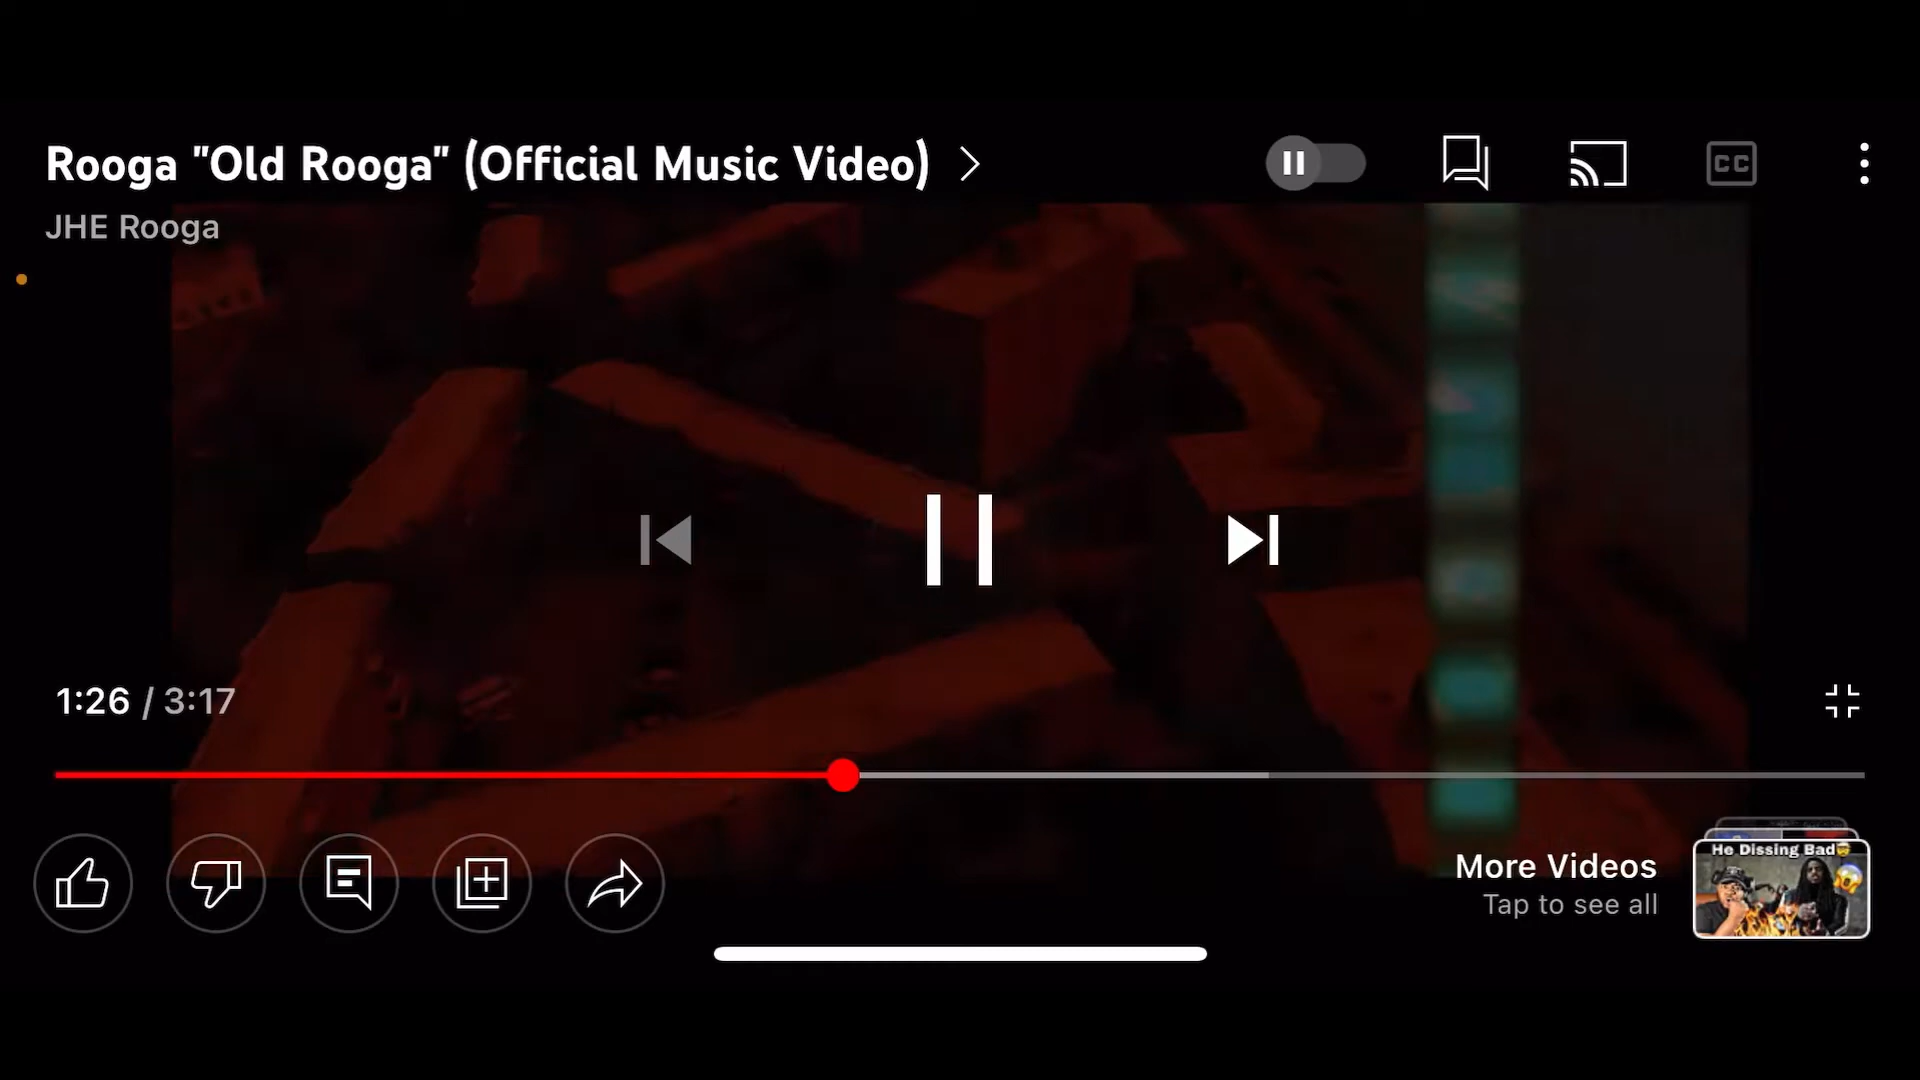 Rooga "Old Rooga" (Official Music Video)
CC
JHE Rooga
1:26 / 3:17
More Videos
Tap to see all
He Dissing Bad